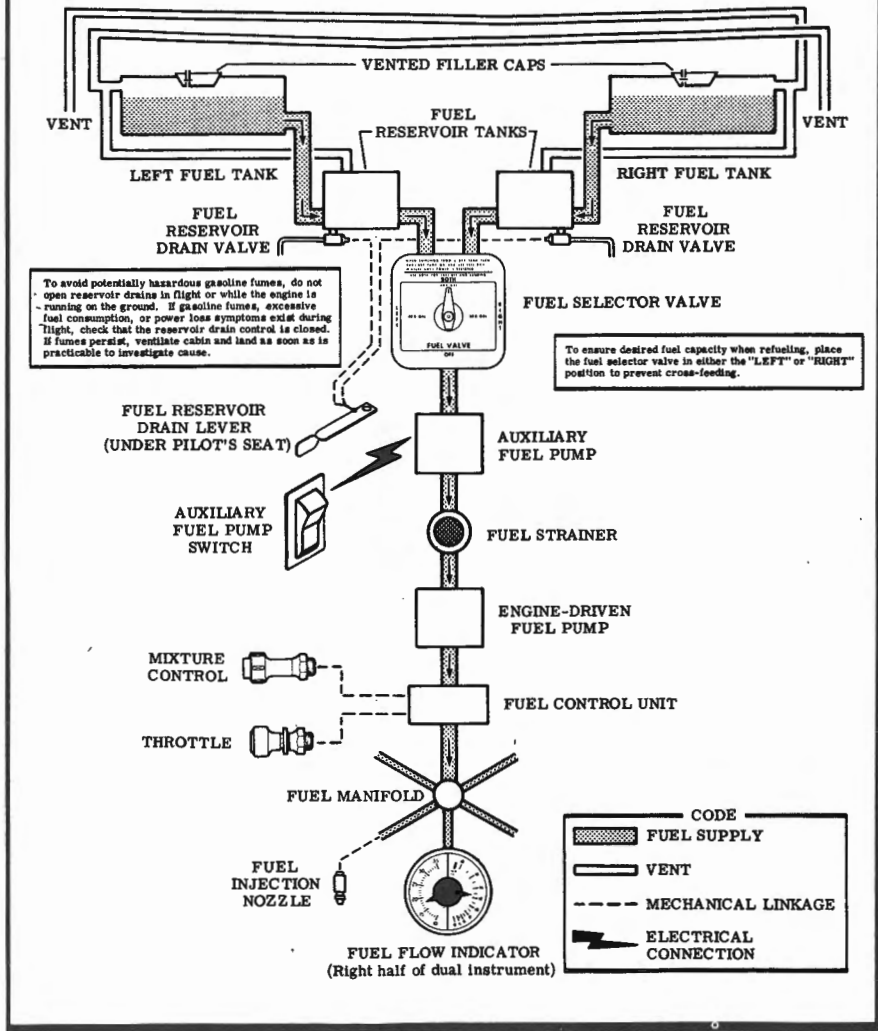 VENTED FILLER CAPS
VENT
FUEL
RESERVOIR TANKS
VENT
LEFT FUEL TANK
RIGHT FUEL TANK
FUEL
RESERVOIR
DRAIN VALVE
FUEL
RESERVOIR
DRAIN VALVE
To avoid potentially hazardous gasoline fumes, do not
open reservoir drains in flight or while the engine is
running on the ground. If gasoline fumes, excessive
fuel consumption, or power loss symptoms exist during
flight, check that the reservoir drain control is closed.
If fumes persist, ventilate cabin and land as soon as is
practicable to investigate cause.
BOTH
LEFT
RIGHT
FUEL VALVE
OFF
FUEL SELECTOR VALVE
To ensure desired fuel capacity when refueling, place
the fuel selector valve in either the "LEFT" or "RIGHT"
position to prevent cross-feeding.
FUEL RESERVOIR
DRAIN LEVER
(UNDER PILOT'S SEAT)
AUXILIARY
FUEL PUMP
AUXILIARY
FUEL PUMP
SWITCH
FUEL STRAINER
ENGINE-DRIVEN
FUEL PUMP
MIXTURE
CONTROL
FUEL CONTROL UNIT
THROTTLE
FUEL MANIFOLD
FUEL
INJECTION
NOZZLE
FUEL FLOW INDICATOR
(Right half of dual instrument)
CODE
FUEL SUPPLY
VENT
MECHANICAL LINKAGE
ELECTRICAL
CONNECTION